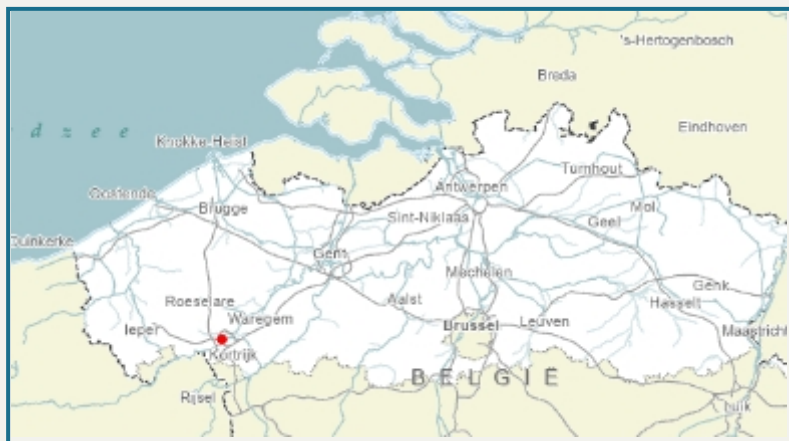 's-Hertogenbosch
Breda
d z e e
Eindhoven
Knokke-Heist
Turnhout
Oostende
Antwerpen
Brugge
Mol
Sint-Niklaas
Geel
Duinkerke
Gent
Mechelen
Genk
Roeselare
Aalst
Hasselt
Waregem
Ieper
Brussel
Leuven
Maastricht
Kortrijk
BELGIË
Rijsel
Luik